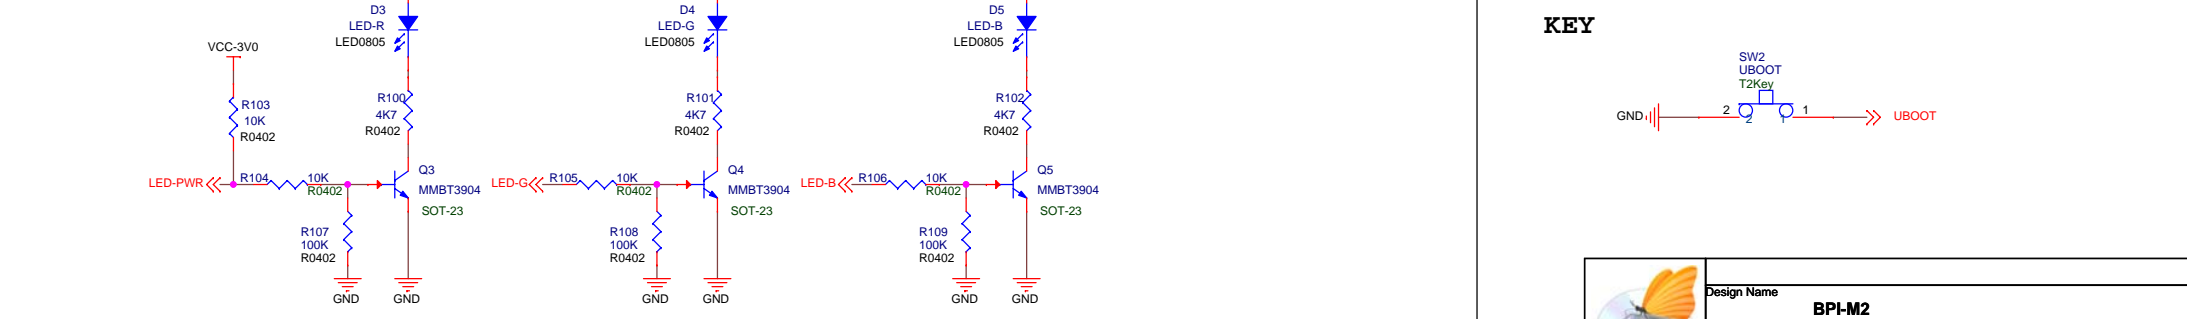 D3
LED-R
LED0805
D4
LED-G
LED0805
D5
LED-B
LED0805
KEY
VCC-3V0
SW2
UBOOT
T2Key
R103
10K
R0402
R100
4K7
R0402
R101
4K7
R0402
R102
4K7
R0402
GND
2
2
1
1
UBOOT
LED-PWR
R104
10K
R0402
Q3
MMBT3904
SOT-23
LED-G
R105
10K
R0402
Q4
MMBT3904
SOT-23
LED-B
R106
10K
R0402
Q5
MMBT3904
SOT-23
R107
100K
R0402
R108
100K
R0402
R109
100K
R0402
GND
GND
GND
GND
GND
GND
Design Name
BPI-M2